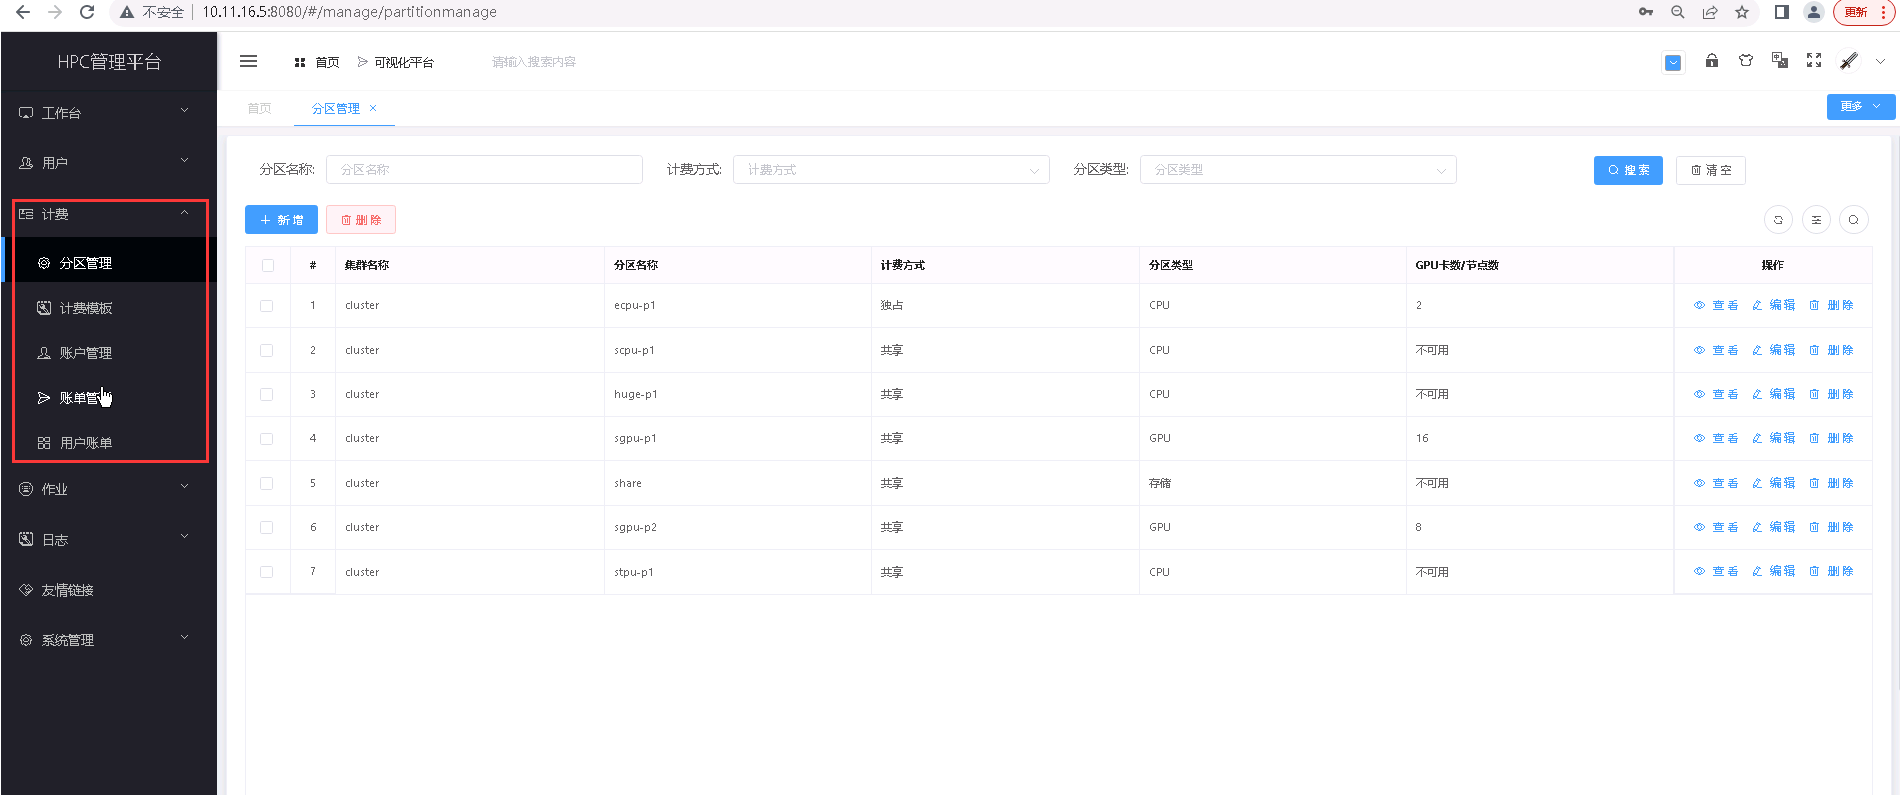 不安全 10.11.16.5:8080/#/manage/partitionmanage 更新
HPC管理平台
首页 可视化平台 请输入搜索内容
首页 分区管理 × 更多
工作台
用户
计费
分区管理
计费模板
账户管理
账单管
用户账单
作业
日志
友情链接
系统管理
分区名称: 分区名称 计费方式: 计费方式 分区类型: 分区类型 搜索 清空
+ 新增 删除
# 集群名称 分区名称 计费方式 分区类型 GPU卡数/节点数 操作
1 cluster ecpu-p1 独占 CPU 2 查看 编辑 删除
2 cluster scpu-p1 共享 CPU 不可用 查看 编辑 删除
3 cluster huge-p1 共享 CPU 不可用 查看 编辑 删除
4 cluster sgpu-p1 共享 GPU 16 查看 编辑 删除
5 cluster share 共享 存储 不可用 查看 编辑 删除
6 cluster sgpu-p2 共享 GPU 8 查看 编辑 删除
7 cluster stpu-p1 共享 CPU 不可用 查看 编辑 删除